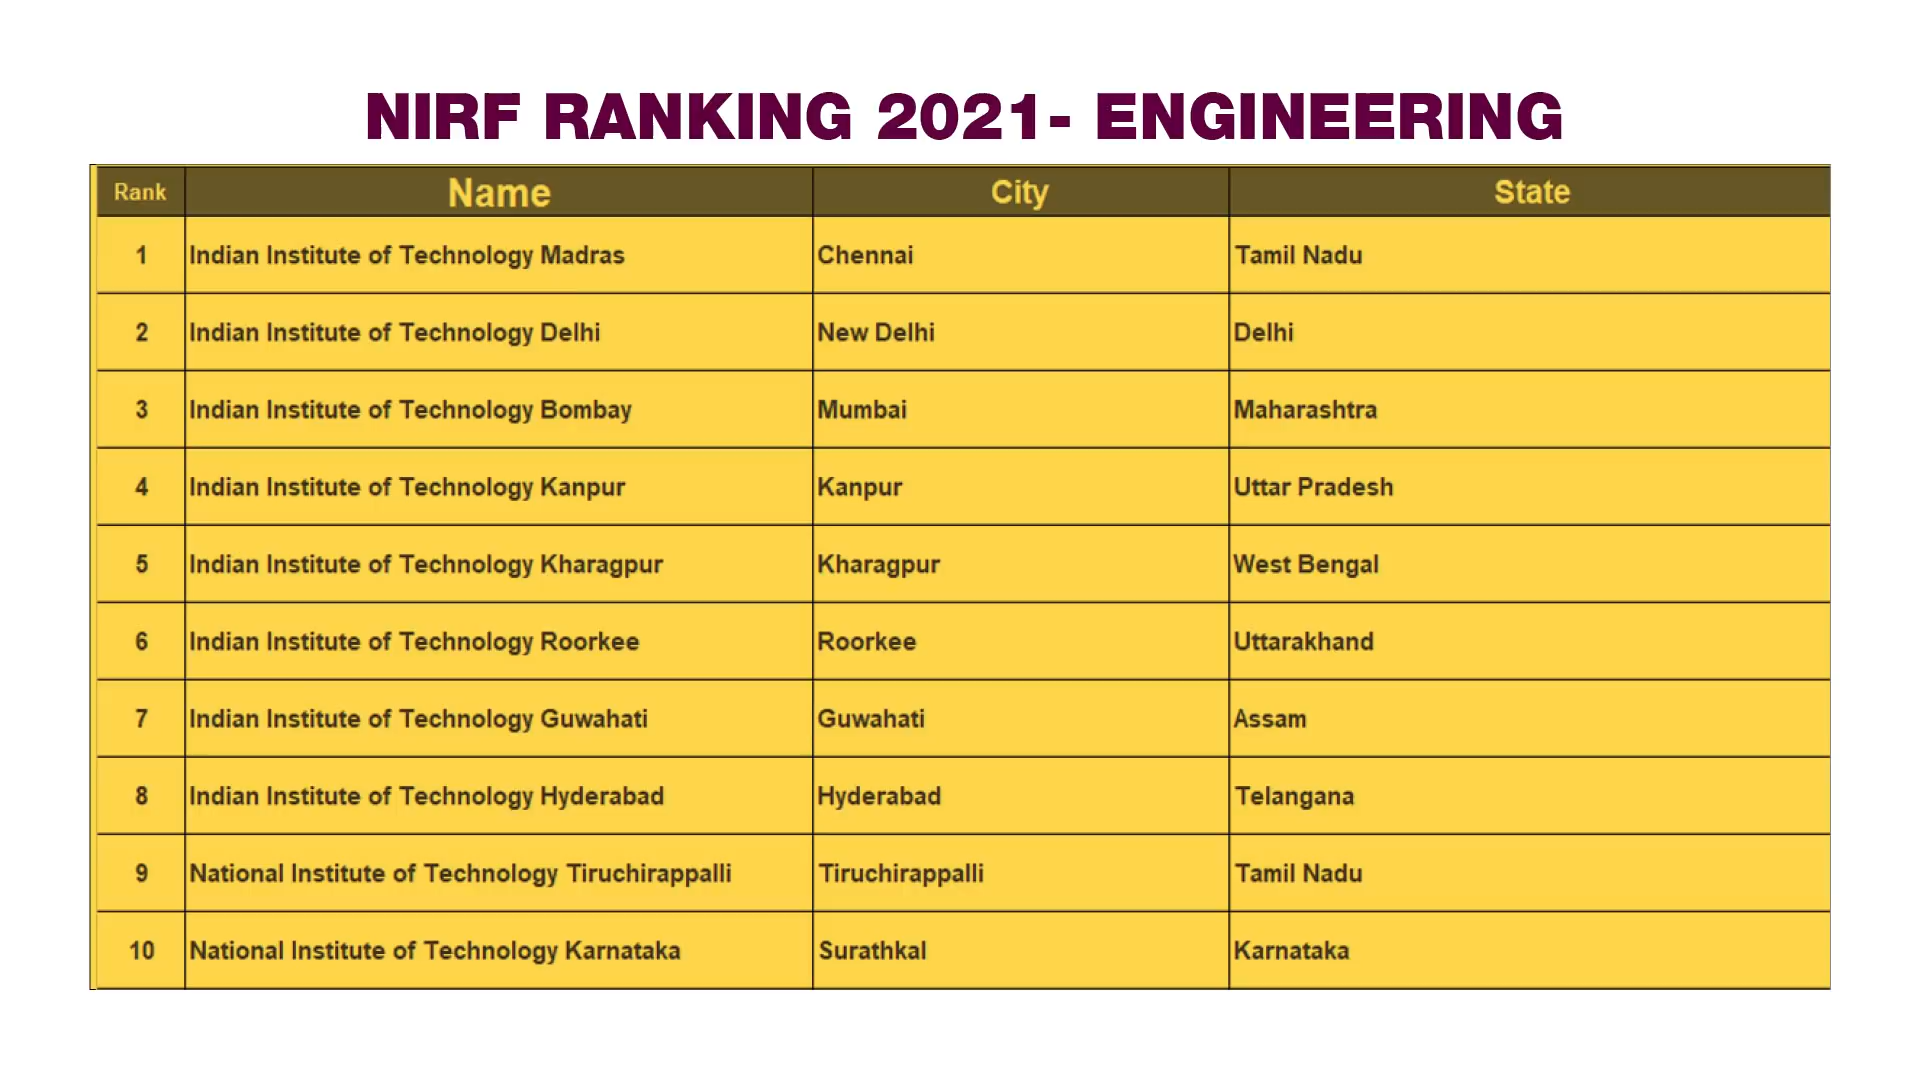 NIRF RANKING 2021- ENGINEERING
Rank Name City State
1 Indian Institute of Technology Madras Chennai Tamil Nadu
2 Indian Institute of Technology Delhi New Delhi Delhi
3 Indian Institute of Technology Bombay Mumbai Maharashtra
4 Indian Institute of Technology Kanpur Kanpur Uttar Pradesh
5 Indian Institute of Technology Kharagpur Kharagpur West Bengal
6 Indian Institute of Technology Roorkee Roorkee Uttarakhand
7 Indian Institute of Technology Guwahati Guwahati Assam
8 Indian Institute of Technology Hyderabad Hyderabad Telangana
9 National Institute of Technology Tiruchirappalli Tiruchirappalli Tamil Nadu
10 National Institute of Technology Karnataka Surathkal Karnataka